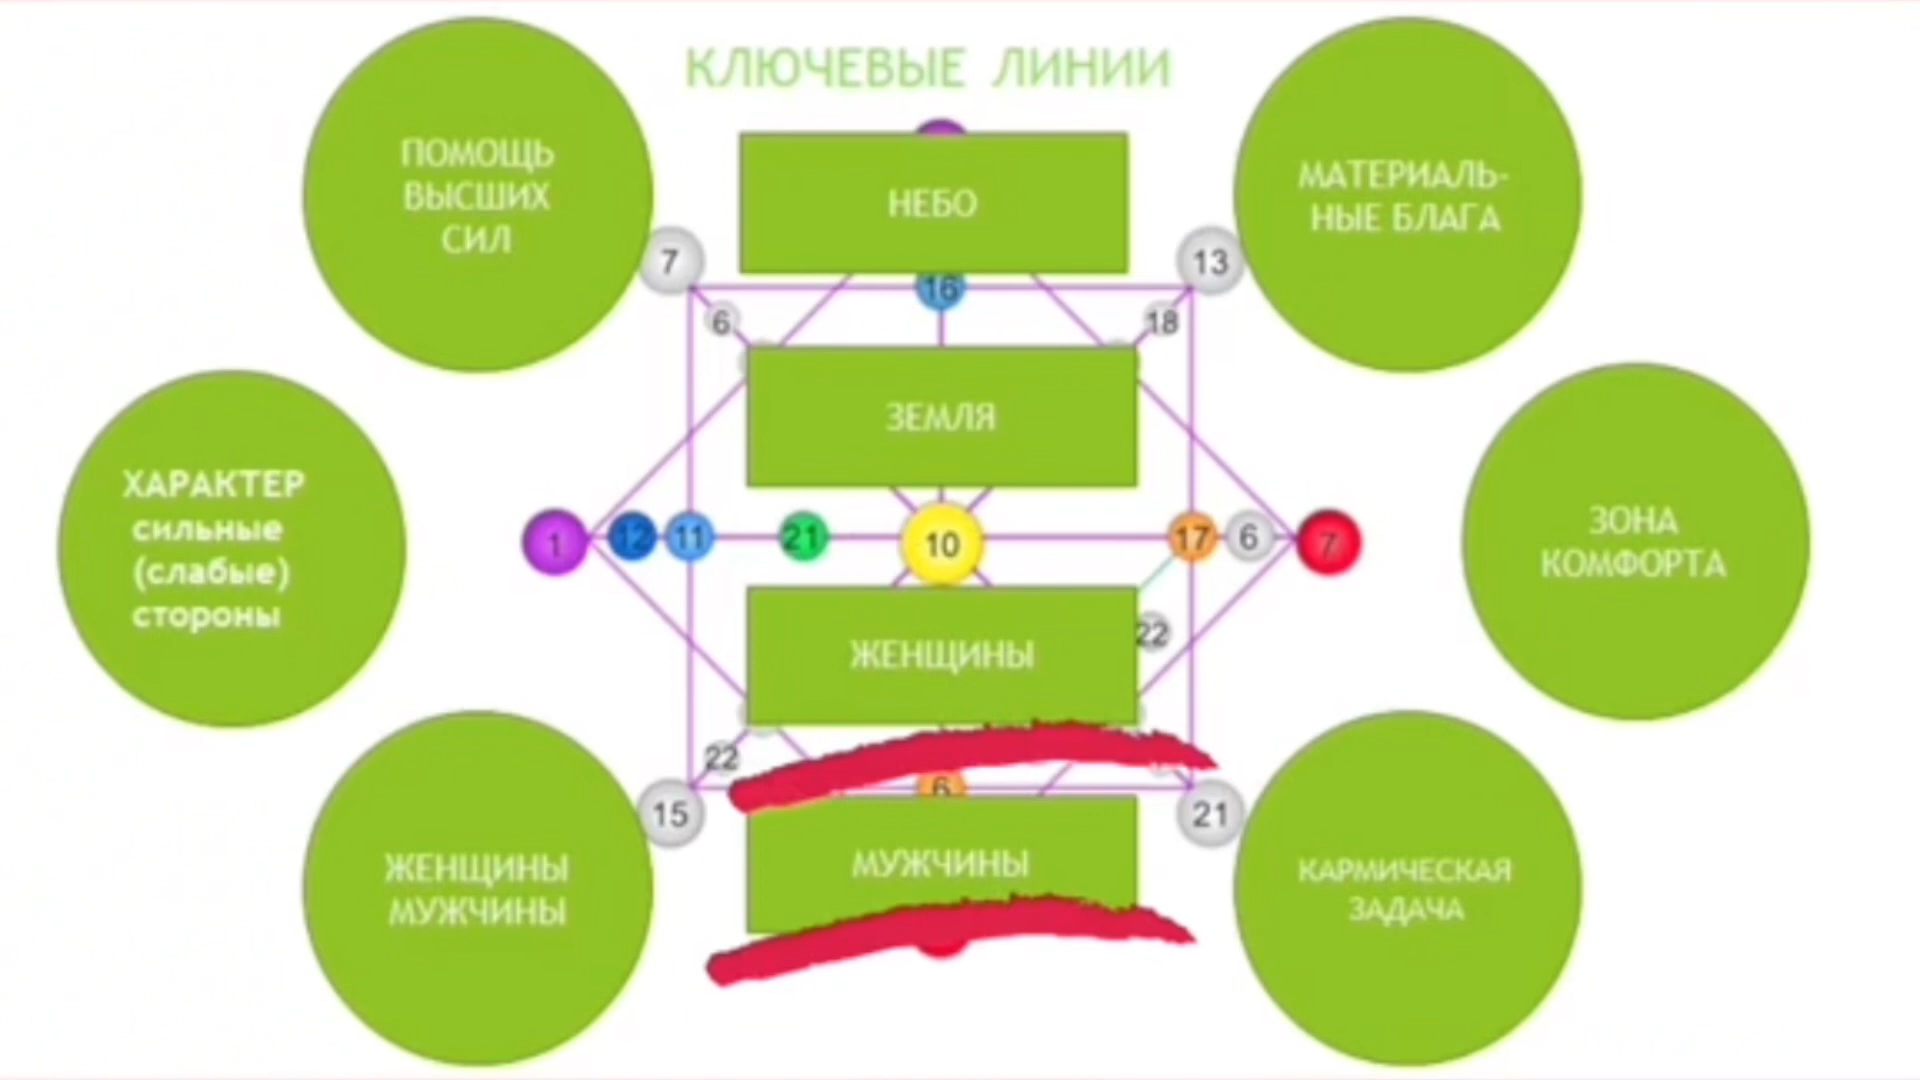 КЛЮЧЕВЫЕ ЛИНИИ
ПОМОЩЬ
ВЫСШИХ
СИЛ
НЕБО
МАТЕРИАЛЬ-
НЫЕ БЛАГА
7
13
16
6
18
ЗЕМЛЯ
ХАРАКТЕР
сильные
(слабые)
стороны
1
12
11
21
10
17
6
7
ЗОНА
КОМФОРТА
ЖЕНЩИНЫ
22
22
6
15
21
ЖЕНЩИНЫ
МУЖЧИНЫ
МУЖЧИНЫ
КАРМИЧЕСКАЯ
ЗАДАЧА